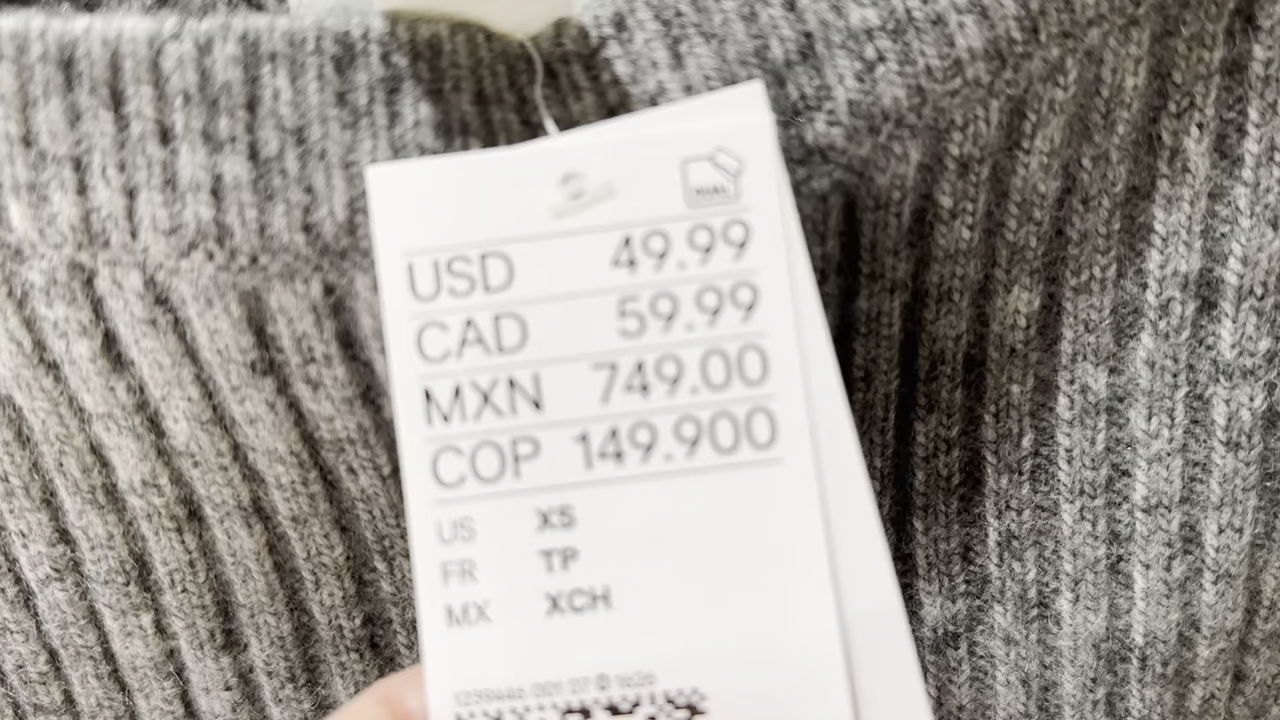 USD 49.99
CAD 59.99
MXN 749.00
COP 149.900
US XS
FR TP
MX XCH